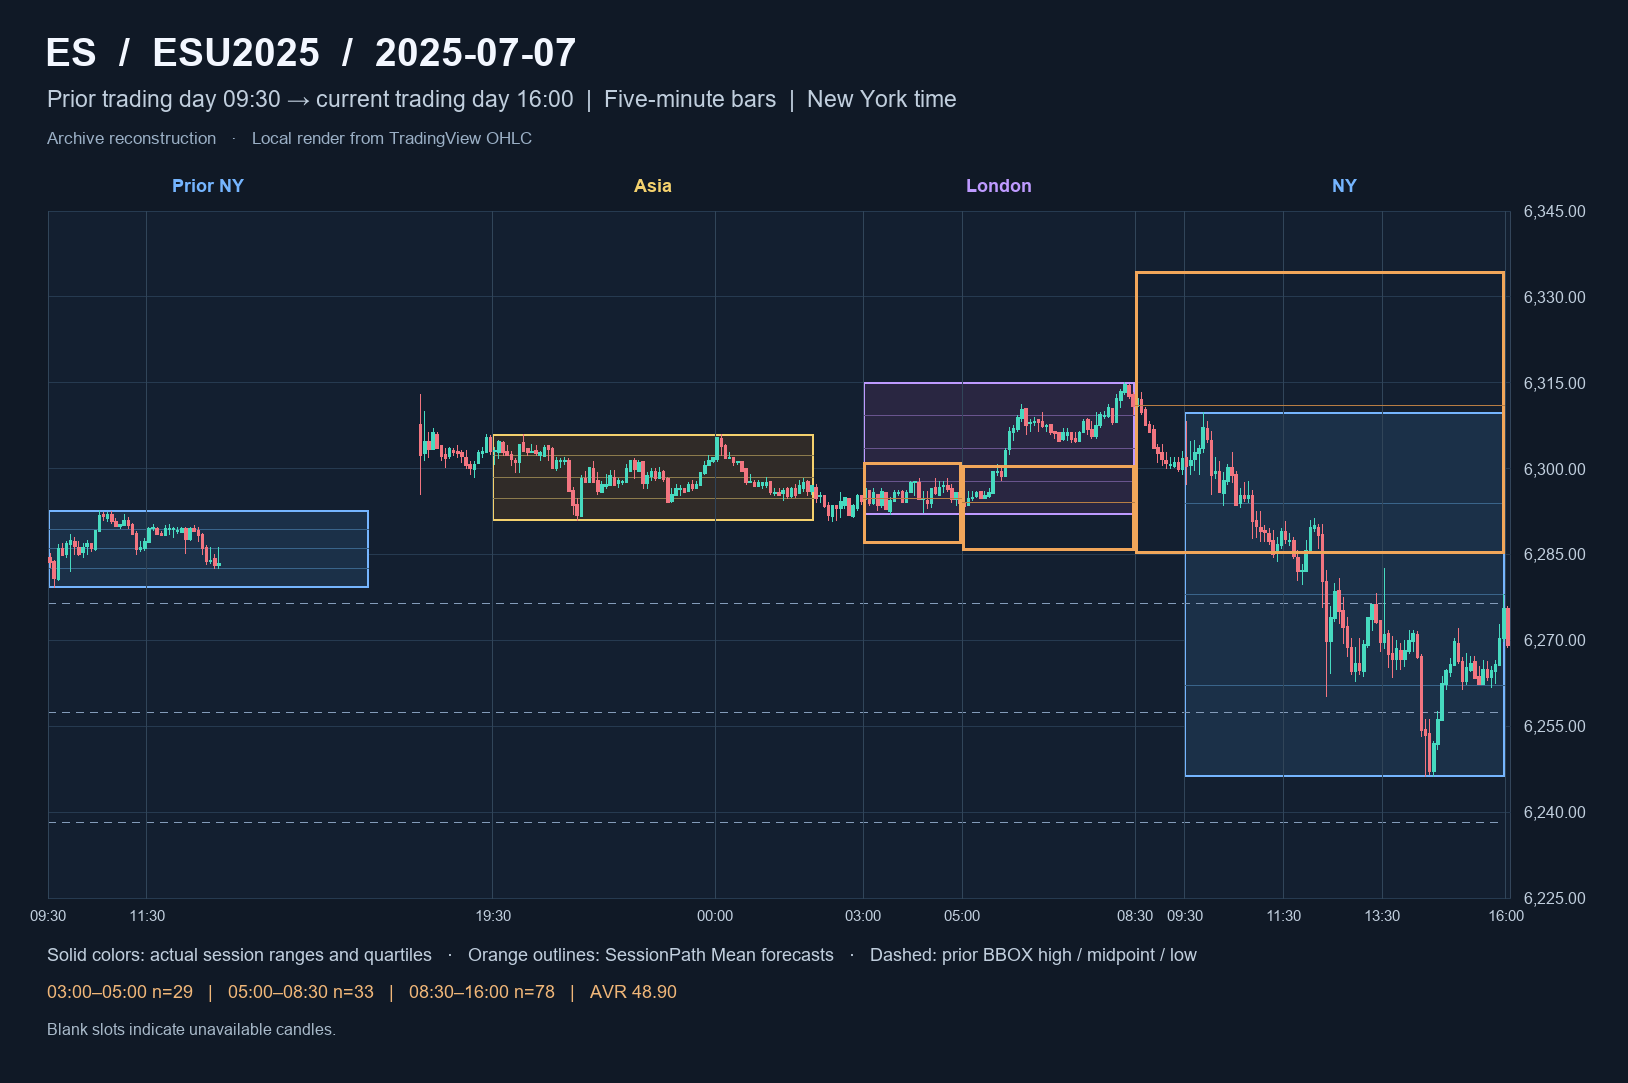 ES / ESU2025 / 2025-07-07
Prior trading day 09:30 → current trading day 16:00 | Five-minute bars | New York time
Archive reconstruction · Local render from TradingView OHLC
Prior NY Asia London NY
6,345.00
6,330.00
6,315.00
6,300.00
6,285.00
6,270.00
6,255.00
6,240.00
6,225.00
09:30 11:30 19:30 00:00 03:00 05:00 08:30 09:30 11:30 13:30 16:00
Solid colors: actual session ranges and quartiles · Orange outlines: SessionPath Mean forecasts · Dashed: prior BBOX high / midpoint / low
03:00–05:00 n=29 | 05:00–08:30 n=33 | 08:30–16:00 n=78 | AVR 48.90
Blank slots indicate unavailable candles.